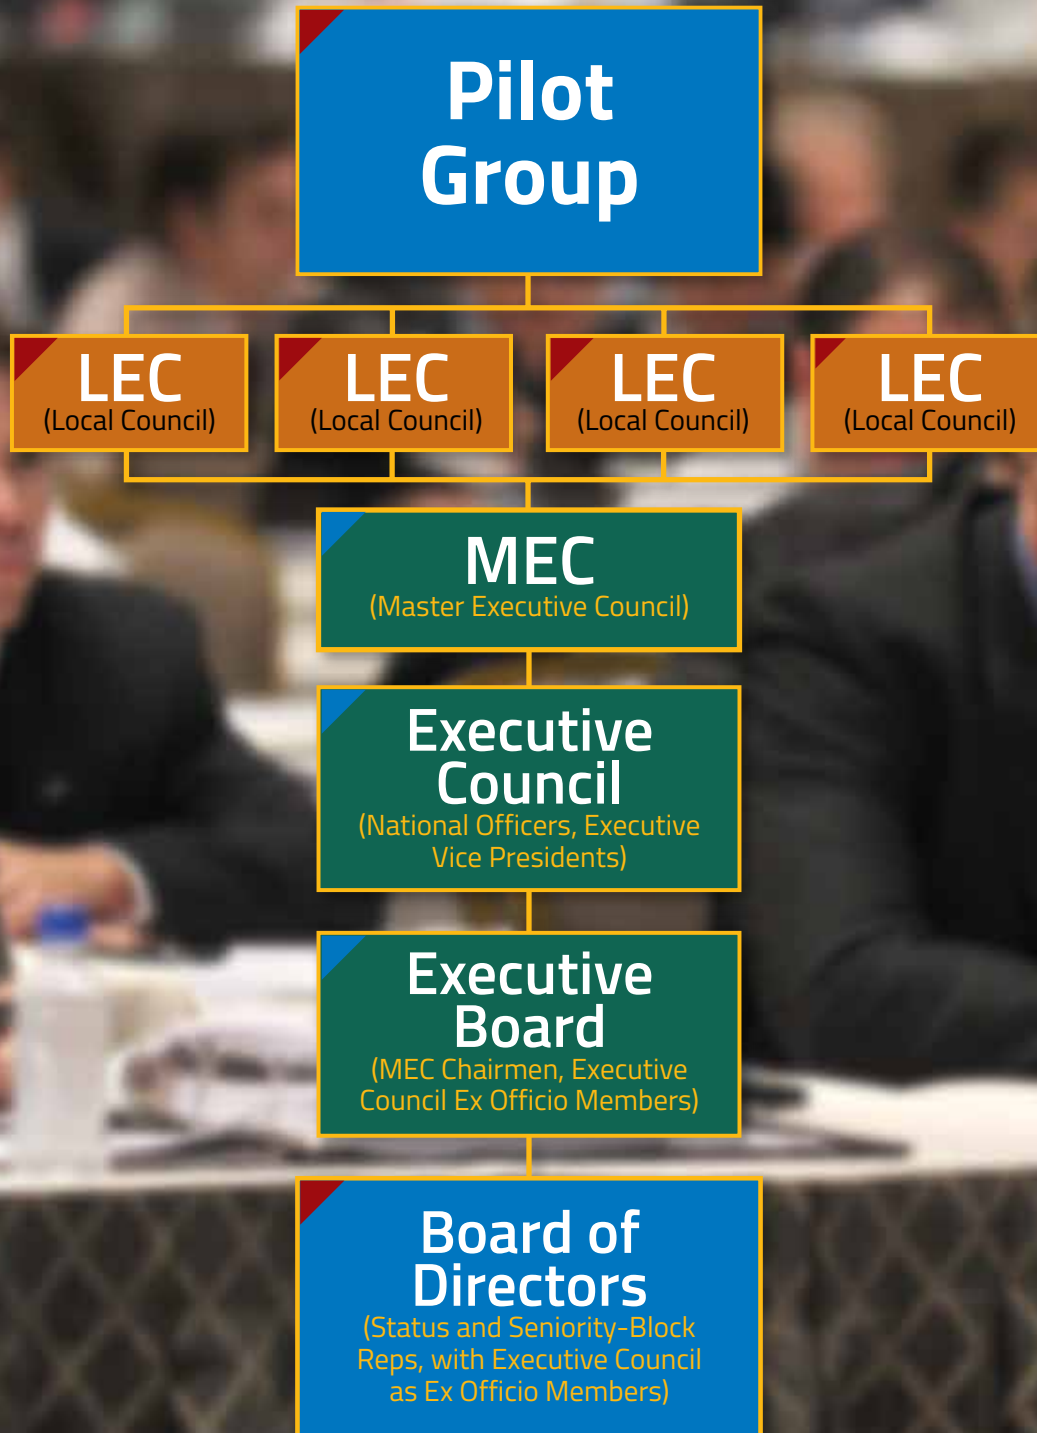 Pilot
Group
LEC
(Local Council)
LEC
(Local Council)
LEC
(Local Council)
LEC
(Local Council)
MEC
(Master Executive Council)
Executive
Council
(National Officers, Executive
Vice Presidents)
Executive
Board
(MEC Chairmen, Executive
Council Ex Officio Members)
Board of
Directors
(Status and Seniority-Block
Reps, with Executive Council
as Ex Officio Members)